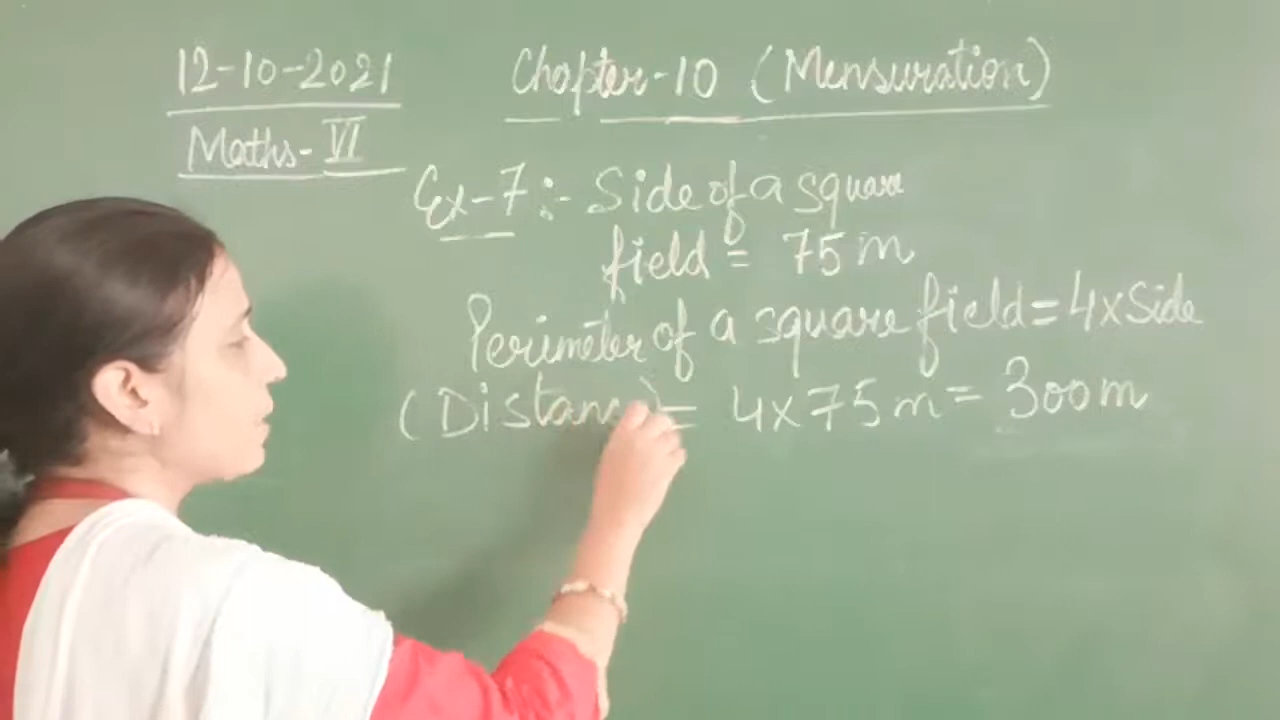 12-10-2021
Chapter-10 (Mensuration)
Maths-VI
Ex-7:- Side of a square
field = 75 m
Perimeter of a square field = 4 x Side
(Distan ) = 4 x 75 m = 300 m